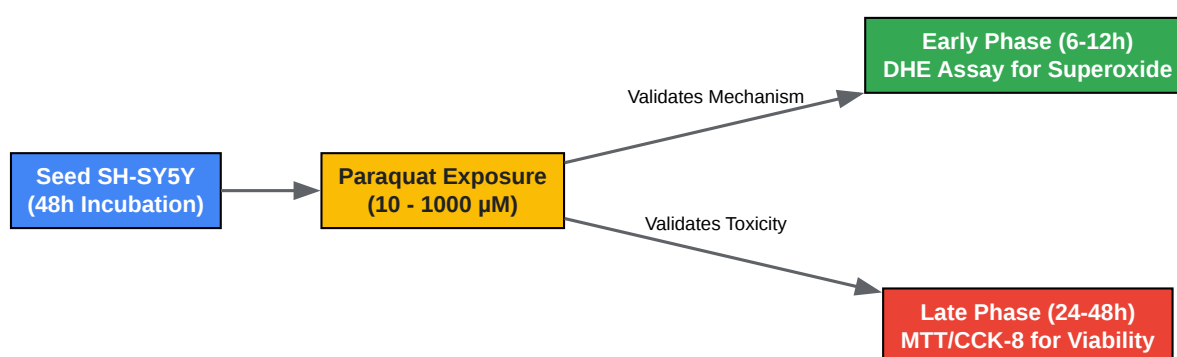 Seed SH-SY5Y
(48h Incubation)
Paraquat Exposure
(10 - 1000 µM)
Validates Mechanism
Early Phase (6-12h)
DHE Assay for Superoxide
Validates Toxicity
Late Phase (24-48h)
MTT/CCK-8 for Viability